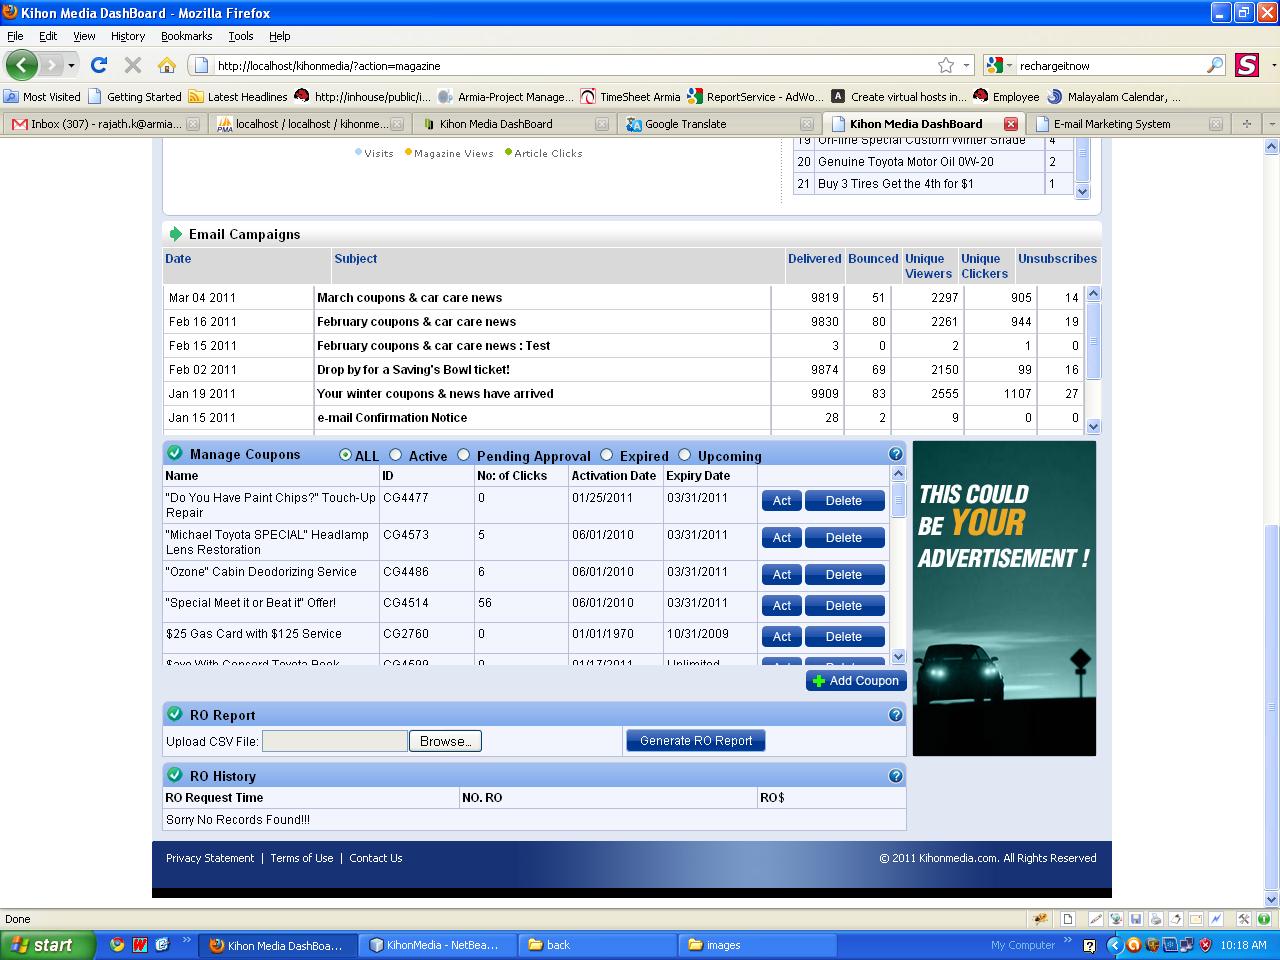 Kihon Media DashBoard - Mozilla Firefox
File Edit View History Bookmarks Tools Help
http://localhost/kihonmedia/?action=magazine rechargeitnow
Most Visited Getting Started Latest Headlines http://inhouse/public/i... Armia-Project Manage... TimeSheet Armia ReportService - AdWo... Create virtual hosts in... Employee Malayalam Calendar, ...
Inbox (307) - rajath.k@armia... localhost / localhost / kihonme... Kihon Media DashBoard Google Translate Kihon Media DashBoard E-mail Marketing System
19 On-line Special Custom Winter Shade 4
Visits Magazine Views Article Clicks
20 Genuine Toyota Motor Oil 0W-20 2
21 Buy 3 Tires Get the 4th for $1 1
Email Campaigns
Date Subject Delivered Bounced Unique Viewers Unique Clickers Unsubscribes
Mar 04 2011 March coupons & car care news 9819 51 2297 905 14
Feb 16 2011 February coupons & car care news 9830 80 2261 944 19
Feb 15 2011 February coupons & car care news : Test 3 0 2 1 0
Feb 02 2011 Drop by for a Saving's Bowl ticket! 9874 69 2150 99 16
Jan 19 2011 Your winter coupons & news have arrived 9909 83 2555 1107 27
Jan 15 2011 e-mail Confirmation Notice 28 2 9 0 0
Manage Coupons ALL Active Pending Approval Expired Upcoming ?
Name ID No: of Clicks Activation Date Expiry Date
"Do You Have Paint Chips?" Touch-Up Repair CG4477 0 01/25/2011 03/31/2011 Act Delete
"Michael Toyota SPECIAL" Headlamp Lens Restoration CG4573 5 06/01/2010 03/31/2011 Act Delete
"Ozone" Cabin Deodorizing Service CG4486 6 06/01/2010 03/31/2011 Act Delete
"Special Meet it or Beat it" Offer! CG4514 56 06/01/2010 03/31/2011 Act Delete
$25 Gas Card with $125 Service CG2760 0 01/01/1970 10/31/2009 Act Delete
$ave With Concord Toyota Book CG4599 0 01/17/2011 Unlimited Act Delete
Add Coupon
THIS COULD
BE YOUR
ADVERTISEMENT !
RO Report ?
Upload CSV File: Browse... Generate RO Report
RO History ?
RO Request Time NO. RO RO$
Sorry No Records Found!!!
Privacy Statement | Terms of Use | Contact Us © 2011 Kihonmedia.com. All Rights Reserved
Done
start Kihon Media DashBoa... KihonMedia - NetBea... back images My Computer 10:18 AM